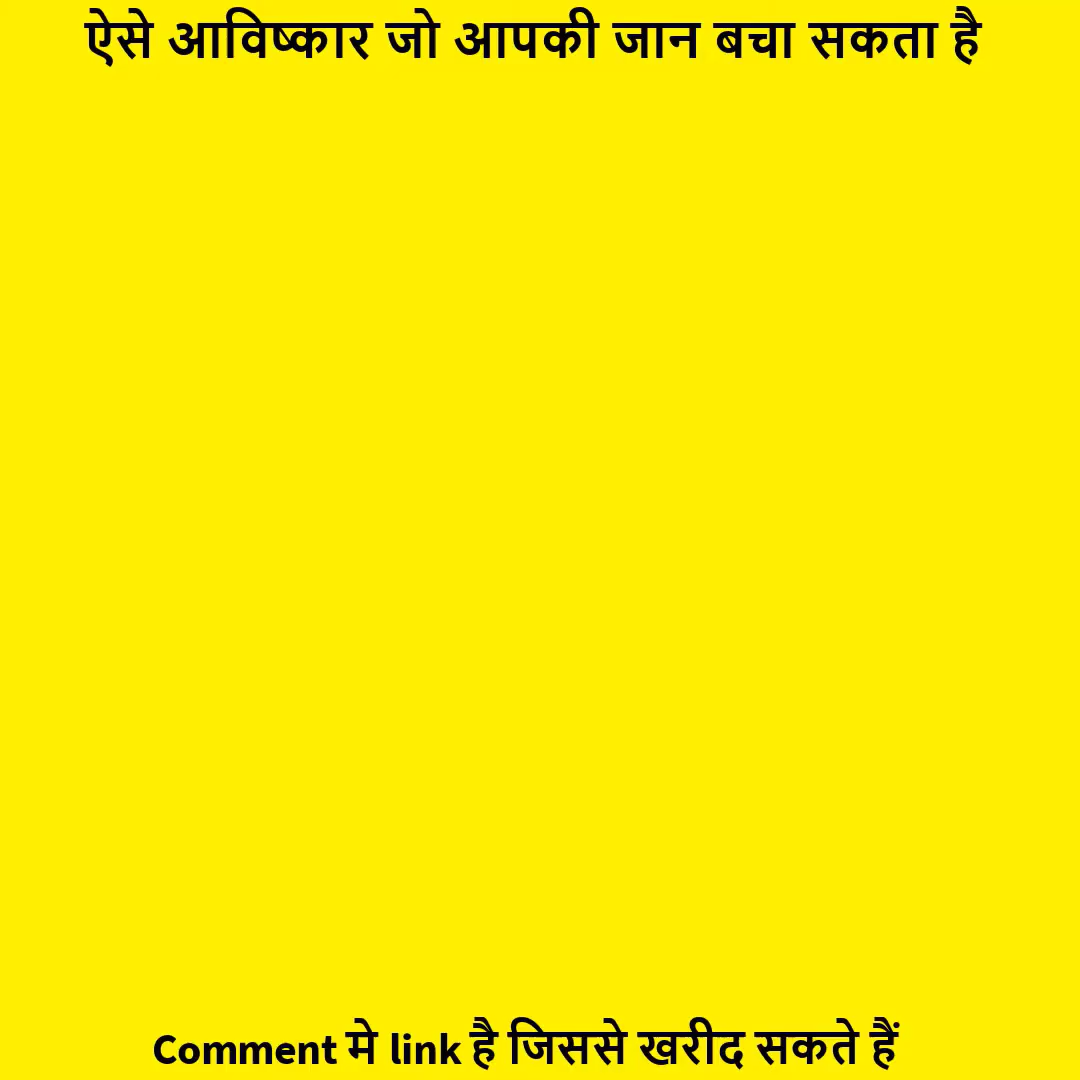 ऐसे आविष्कार जो आपकी जान बचा सकता है
Comment मे link है जिससे खरीद सकते हैं